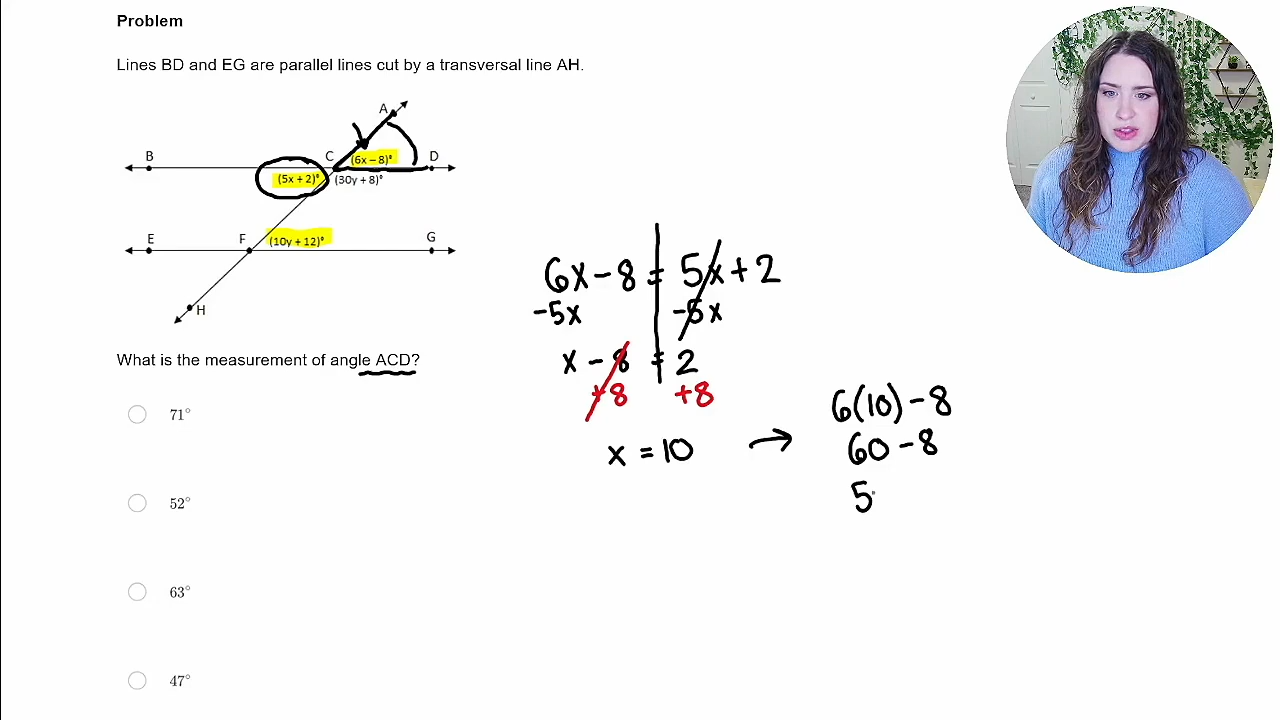 Problem
Lines BD and EG are parallel lines cut by a transversal line AH.
A
B
C
(6x − 8)°
D
(5x + 2)°
(30y + 8)°
E
F
(10y + 12)°
G
H
What is the measurement of angle ACD?
71°
52°
63°
47°
6x − 8 = 5x + 2
−5x −5x
x − 8 = 2
+8 +8
x = 10 →
6(10) − 8
60 − 8
5